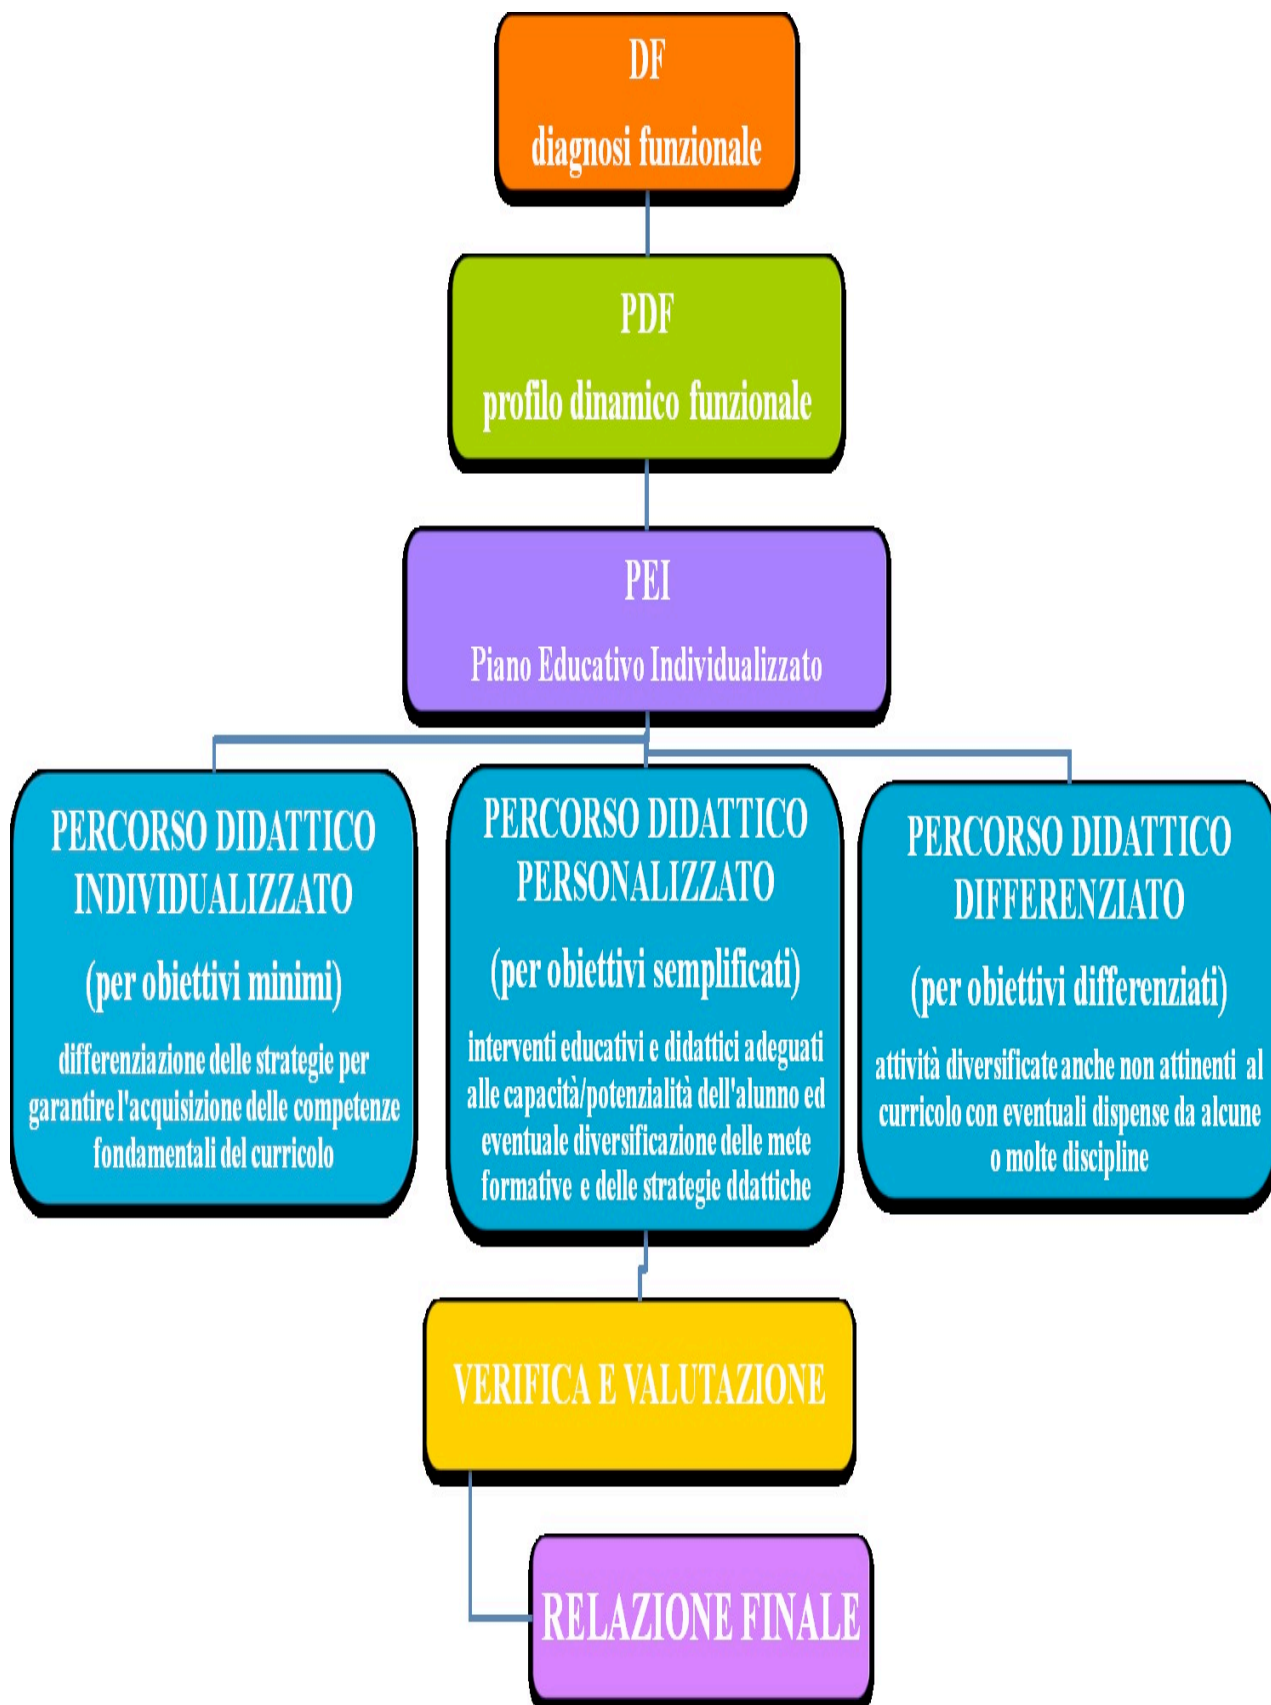 DF
diagnosi funzionale
PDF
profilo dinamico funzionale
PEI
Piano Educativo Individualizzato
PERCORSO DIDATTICO
INDIVIDUALIZZATO
(per obiettivi minimi)
differenziazione delle strategie per
garantire l'acquisizione delle competenze
fondamentali del curricolo
PERCORSO DIDATTICO
PERSONALIZZATO
(per obiettivi semplificati)
interventi educativi e didattici adeguati
alle capacità/potenzialità dell'alunno ed
eventuale diversificazione delle mete
formative e delle strategie ddattiche
PERCORSO DIDATTICO
DIFFERENZIATO
(per obiettivi differenziati)
attività diversificate anche non attinenti al
curricolo con eventuali dispense da alcune
o molte discipline
VERIFICA E VALUTAZIONE
RELAZIONE FINALE